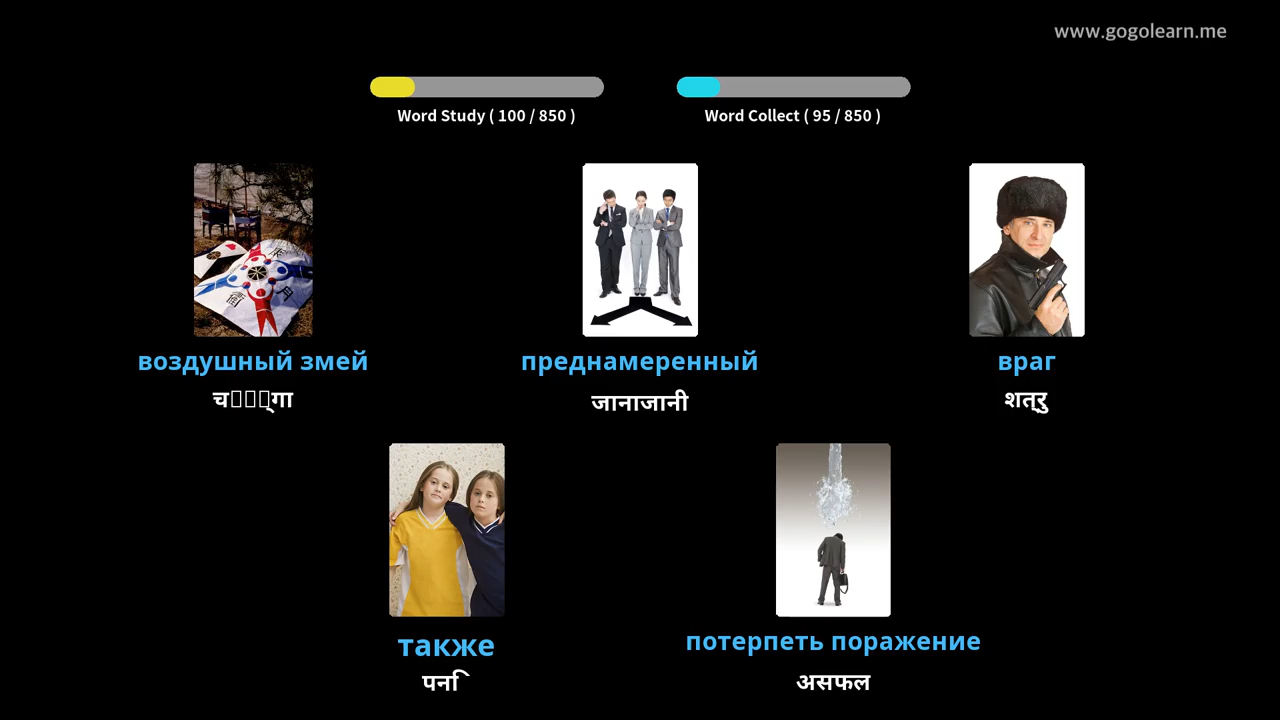 www.gogolearn.me
Word Study ( 100 / 850 )
Word Collect ( 95 / 850 )
воздушный змей
преднамеренный
враг
जानाजानी
शत्रु
также
потерпеть поражение
असफल